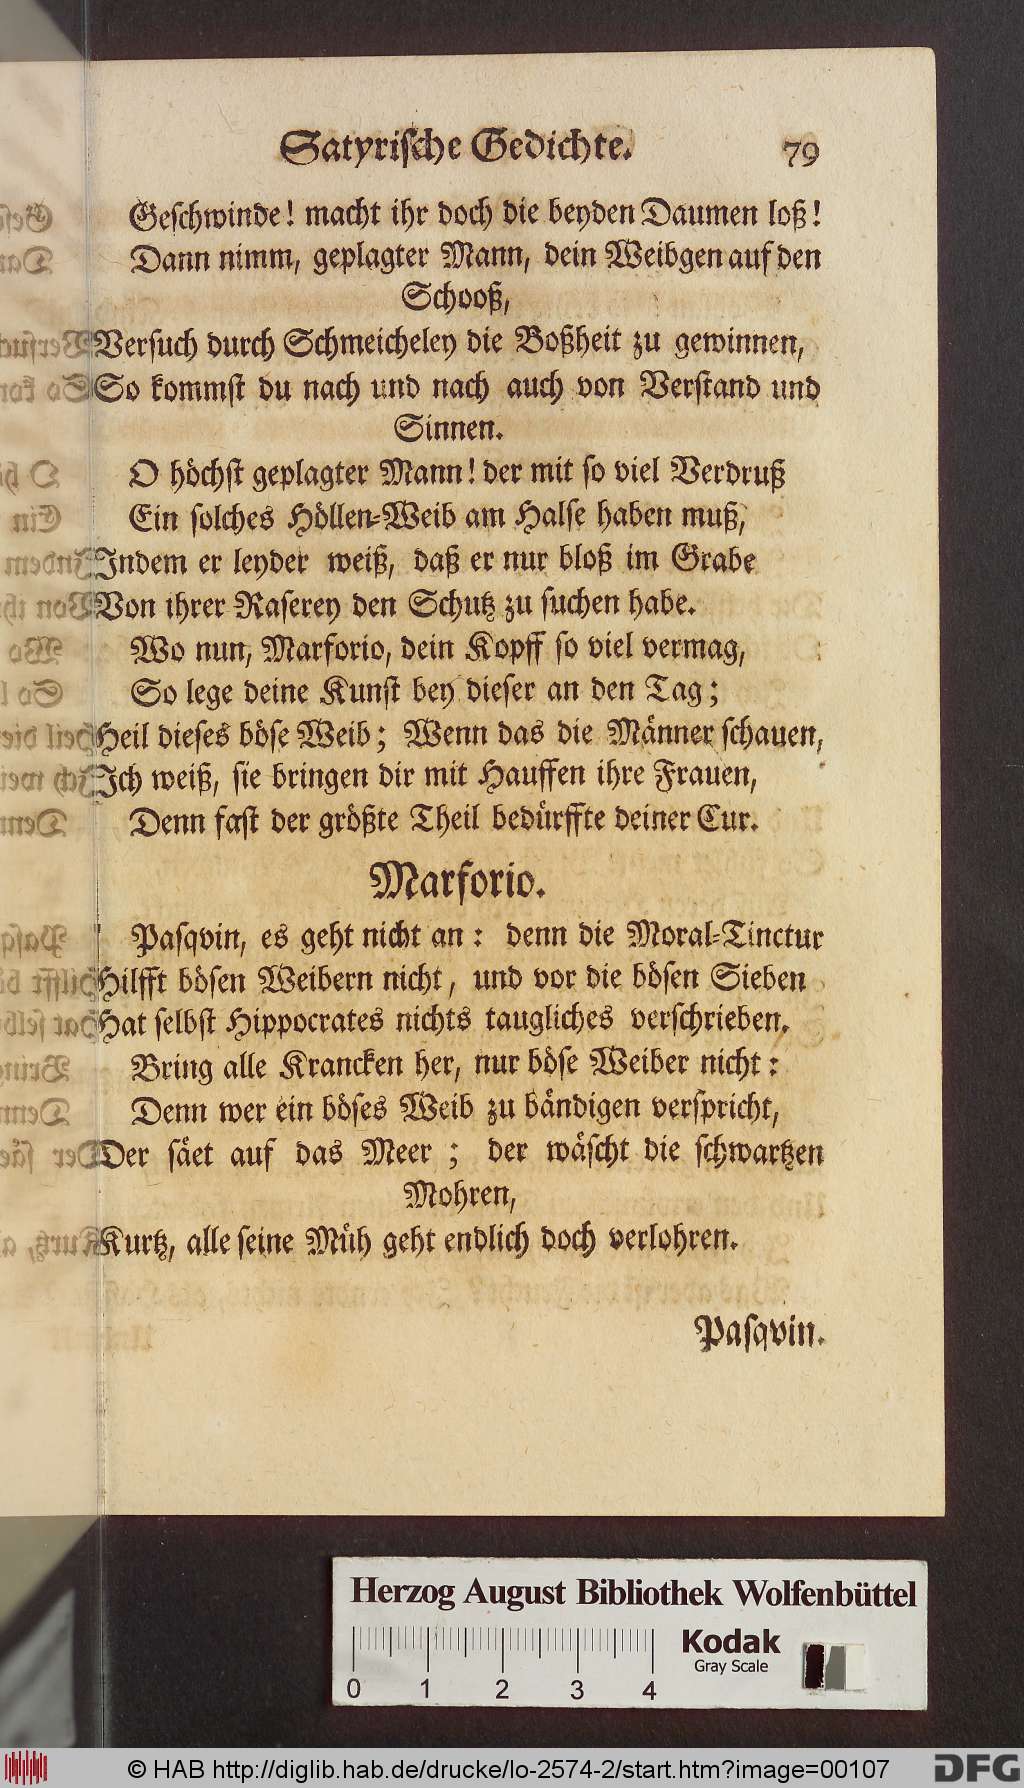 Satyrische Gedichte. 79
Geschwinde! macht ihr doch die beyden Daumen loß!
Dann nimm, geplagter Mann, dein Weibgen auf den
Schooß,
Versuch durch Schmeicheley die Boßheit zu gewinnen,
So kommst du nach und nach auch von Verstand und
Sinnen.
O höchst geplagter Mann! der mit so viel Verdruß
Ein solches Höllen-Weib am Halse haben muß,
Indem er leyder weiß, daß er nur bloß im Grabe
Von ihrer Raserey den Schutz zu suchen habe.
Wo nun, Marforio, dein Kopff so viel vermag,
So lege deine Kunst bey dieser an den Tag;
Heil dieses böse Weib; Wenn das die Männer schauen,
Ich weiß, sie bringen dir mit Hauffen ihre Frauen,
Denn fast der größte Theil bedürffte deiner Cur.
Marforio.
Pasqvin, es geht nicht an: denn die Moral-Tinctur
Hilfft bösen Weibern nicht, und vor die bösen Sieben
Hat selbst Hippocrates nichts taugliches verschrieben.
Bring alle Krancken her, nur böse Weiber nicht:
Denn wer ein böses Weib zu bändigen verspricht,
Der säet auf das Meer; der wäscht die schwartzen
Mohren,
Kurtz, alle seine Müh geht endlich doch verlohren.
Pasqvin.
Herzog August Bibliothek Wolfenbüttel
Kodak
Gray Scale
0 1 2 3 4
© HAB http://diglib.hab.de/drucke/lo-2574-2/start.htm?image=00107
DFG